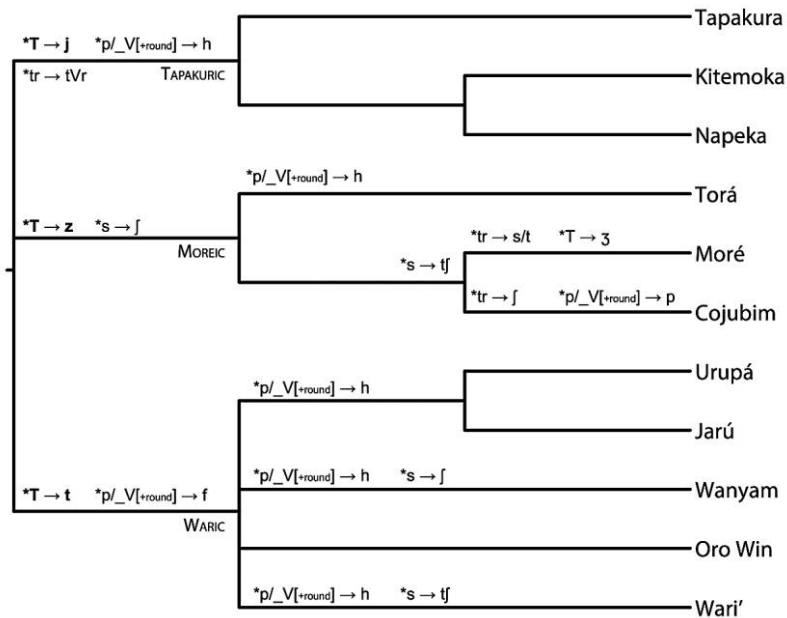 Tapakura
*T → j *p/_V[+round] → h
*tr → tVr
TAPAKURIC
Kitemoka
Napeka
*p/_V[+round] → h
Torá
*T → z *s → ʃ
MOREIC
*tr → s/t *T → ʒ
Moré
*s → tʃ
*tr → ʃ *p/_V[+round] → p
Cojubim
Urupá
*p/_V[+round] → h
Jarú
*p/_V[+round] → h *s → ʃ
Wanyam
*T → t *p/_V[+round] → f
WARIC
Oro Win
*p/_V[+round] → h *s → tʃ
Wari’